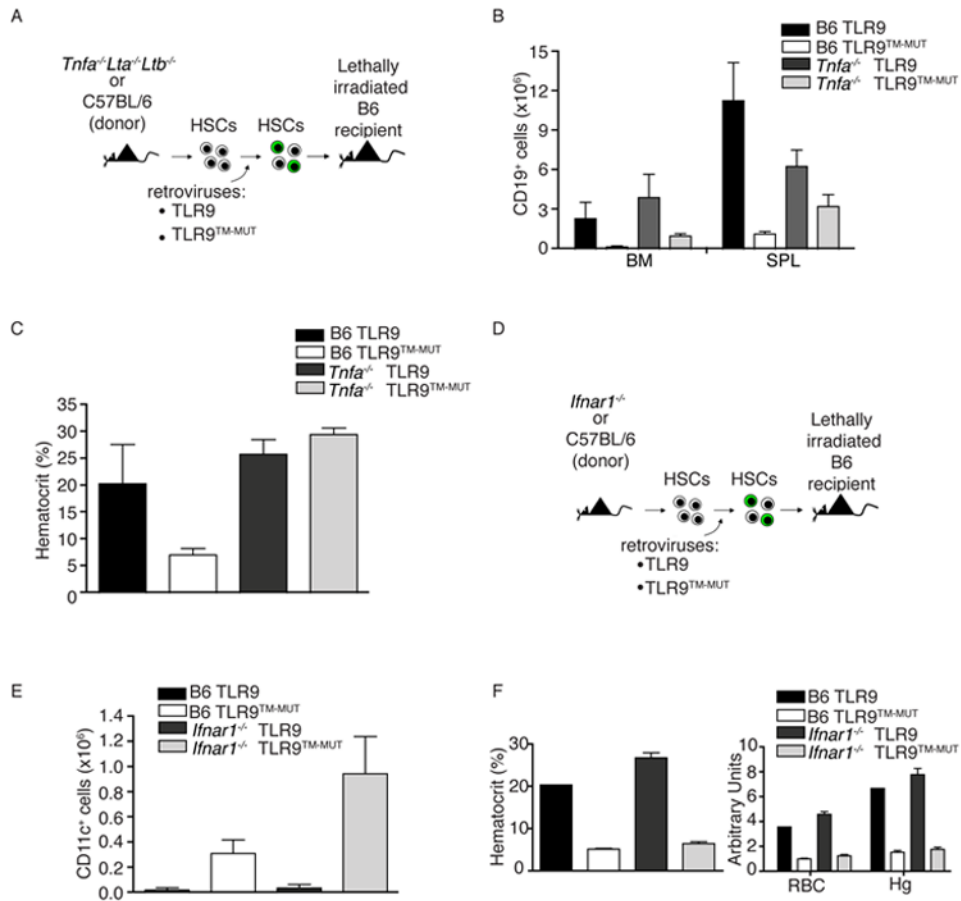 A
Tnfa-/-Lta-/-Ltb-/-
or
C57BL/6
(donor)
HSCs
HSCs
Lethally
irradiated
B6
recipient
retroviruses:
• TLR9
• TLR9TM-MUT
B
B6 TLR9
B6 TLR9TM-MUT
Tnfa-/- TLR9
Tnfa-/- TLR9TM-MUT
CD19+ cells (x10⁶)
15
12
9
6
3
0
BM
SPL
C
B6 TLR9
B6 TLR9TM-MUT
Tnfa-/- TLR9
Tnfa-/- TLR9TM-MUT
Hematocrit (%)
35
30
25
20
15
10
5
0
D
Ifnar1-/-
or
C57BL/6
(donor)
HSCs
HSCs
Lethally
irradiated
B6
recipient
retroviruses:
•TLR9
•TLR9TM-MUT
E
B6 TLR9
B6 TLR9TM-MUT
Ifnar1-/- TLR9
Ifnar1-/- TLR9TM-MUT
CD11c+ cells (x10⁶)
1.4
1.2
1.0
0.8
0.6
0.4
0.2
0.0
F
Hematocrit (%)
30
20
10
0
B6 TLR9
B6 TLR9TM-MUT
Ifnar1-/- TLR9
Ifnar1-/- TLR9TM-MUT
Arbitrary Units
8
6
4
2
0
RBC
Hg